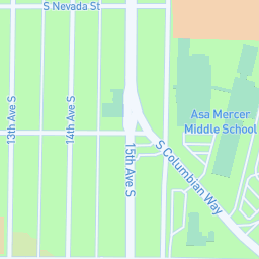 S Nevada St
13th Ave S
14th Ave S
15th Ave S
S Columbian Way
Asa Mercer
Middle School